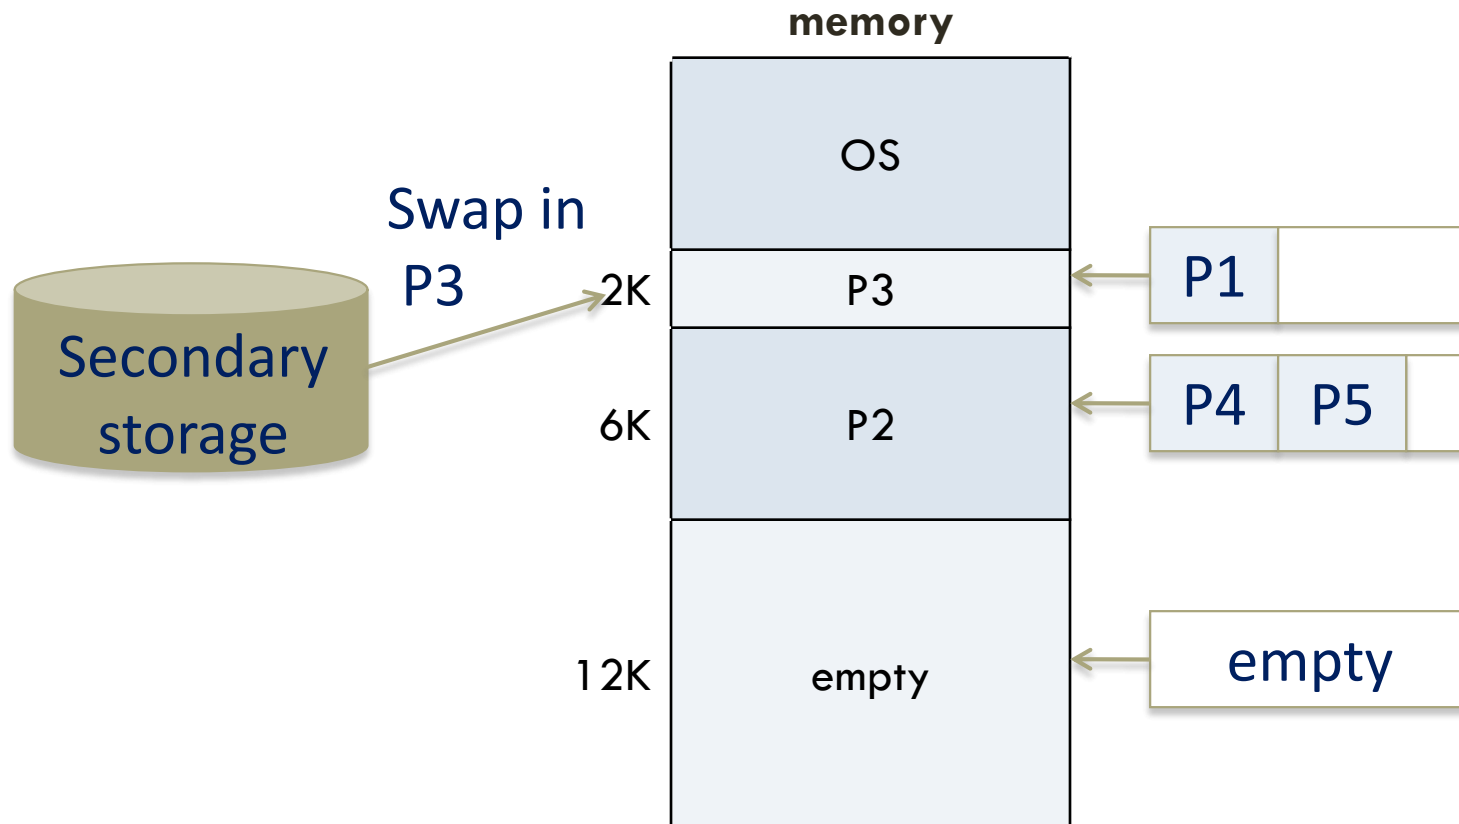 memory
OS
Swap in
P3
2K
P3
P1
Secondary
storage
6K
P2
P4
P5
12K
empty
empty